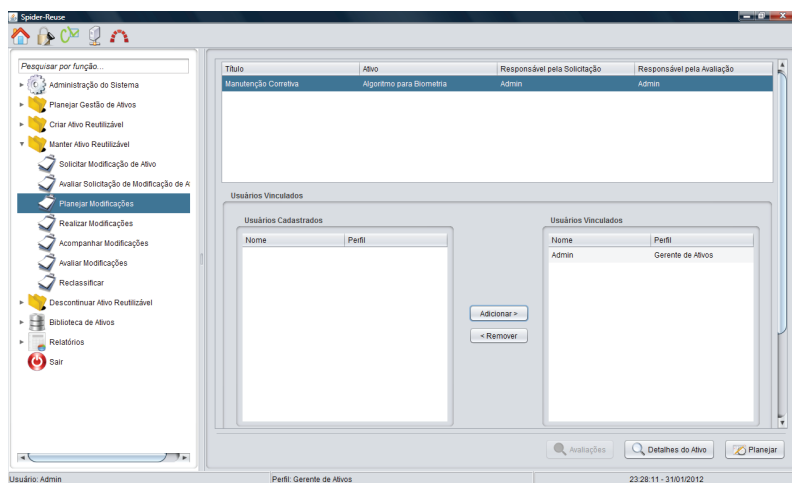 Spider-Reuse
Pesquisar por função...
Administração do Sistema
Planejar Gestão de Ativos
Criar Ativo Reutilizável
Manter Ativo Reutilizável
Solicitar Modificação de Ativo
Avaliar Solicitação de Modificação de A
Planejar Modificações
Realizar Modificações
Acompanhar Modificações
Avaliar Modificações
Reclassificar
Descontinuar Ativo Reutilizável
Biblioteca de Ativos
Relatórios
Sair
Título Ativo Responsável pela Solicitação Responsável pela Avaliação
Manutenção Corretiva Algoritmo para Biometria Admin Admin
Usuários Vinculados
Usuários Cadastrados
Nome Perfil
Adicionar >
< Remover
Usuários Vinculados
Nome Perfil
Admin Gerente de Ativos
Avaliações Detalhes do Ativo Planejar
Usuário: Admin Perfil: Gerente de Ativos 23:28:11 - 31/01/2012